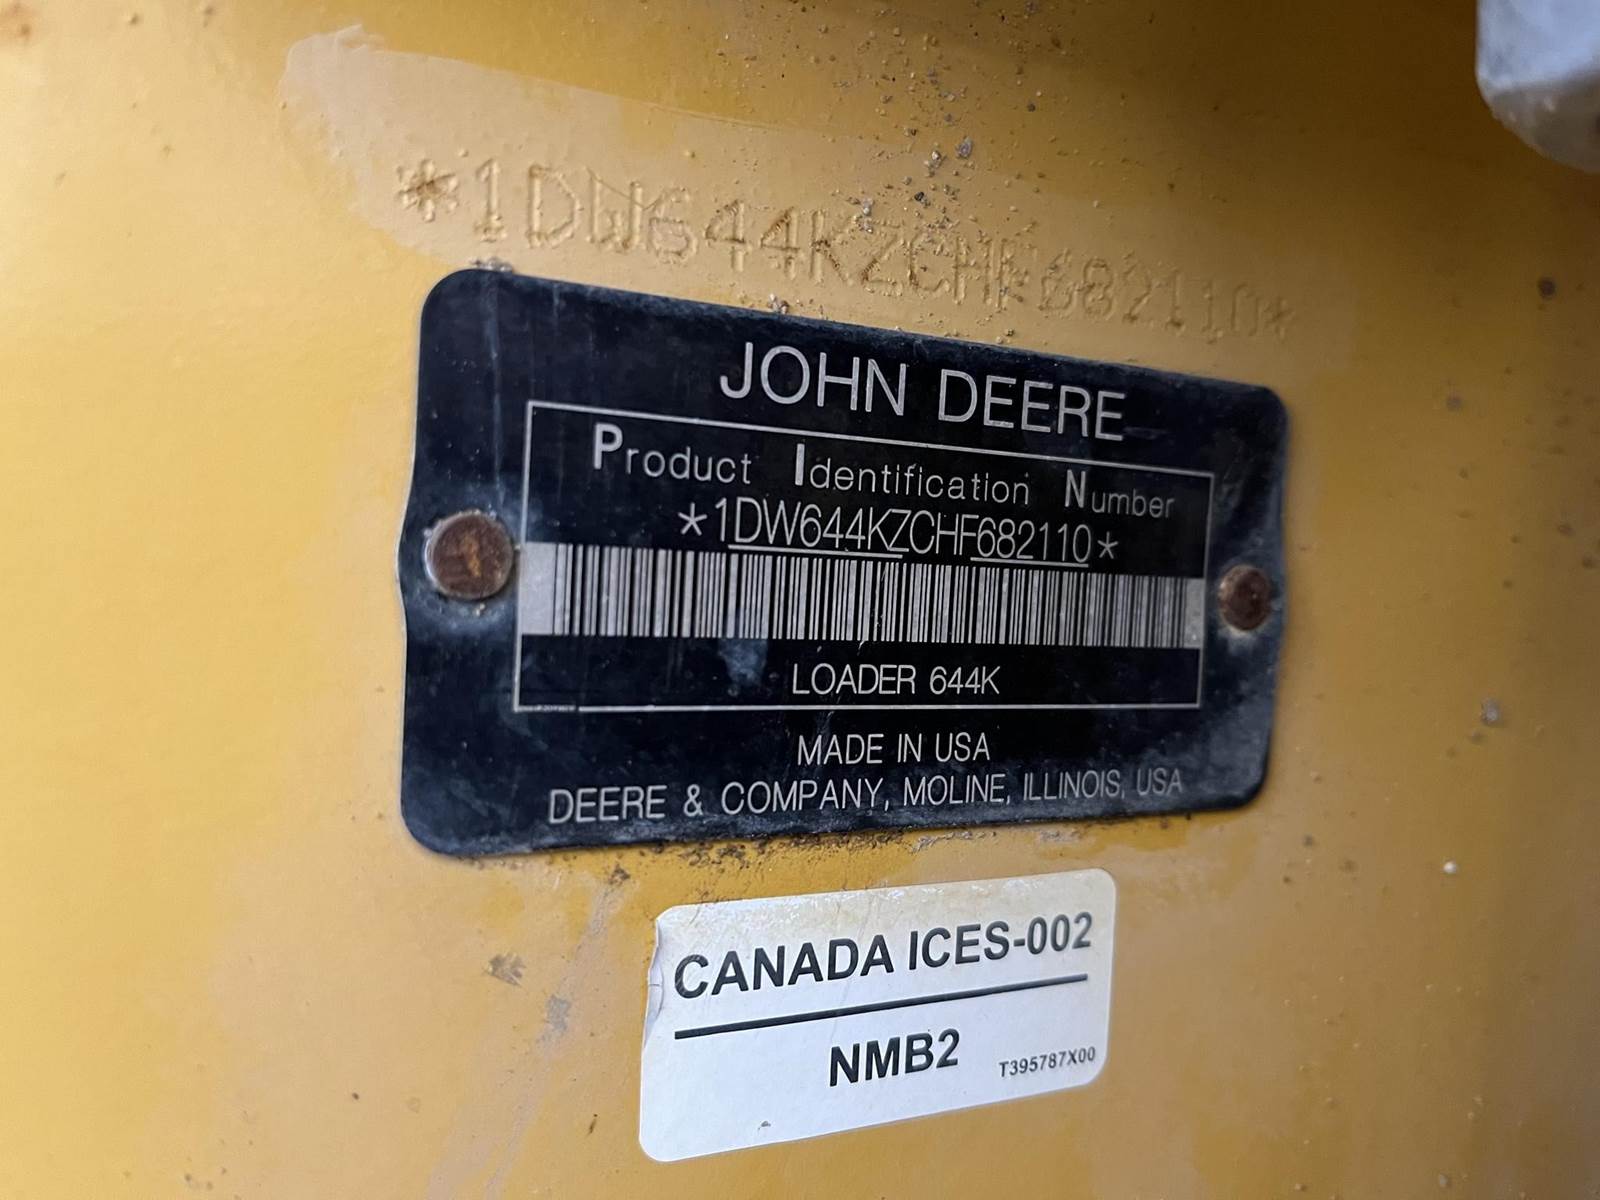 *1DW644KZCHF682110*
JOHN DEERE
Product Identification Number
*1DW644KZCHF682110*
LOADER 644K
MADE IN USA
DEERE & COMPANY, MOLINE, ILLINOIS, USA
CANADA ICES-002
NMB2
T395787X00